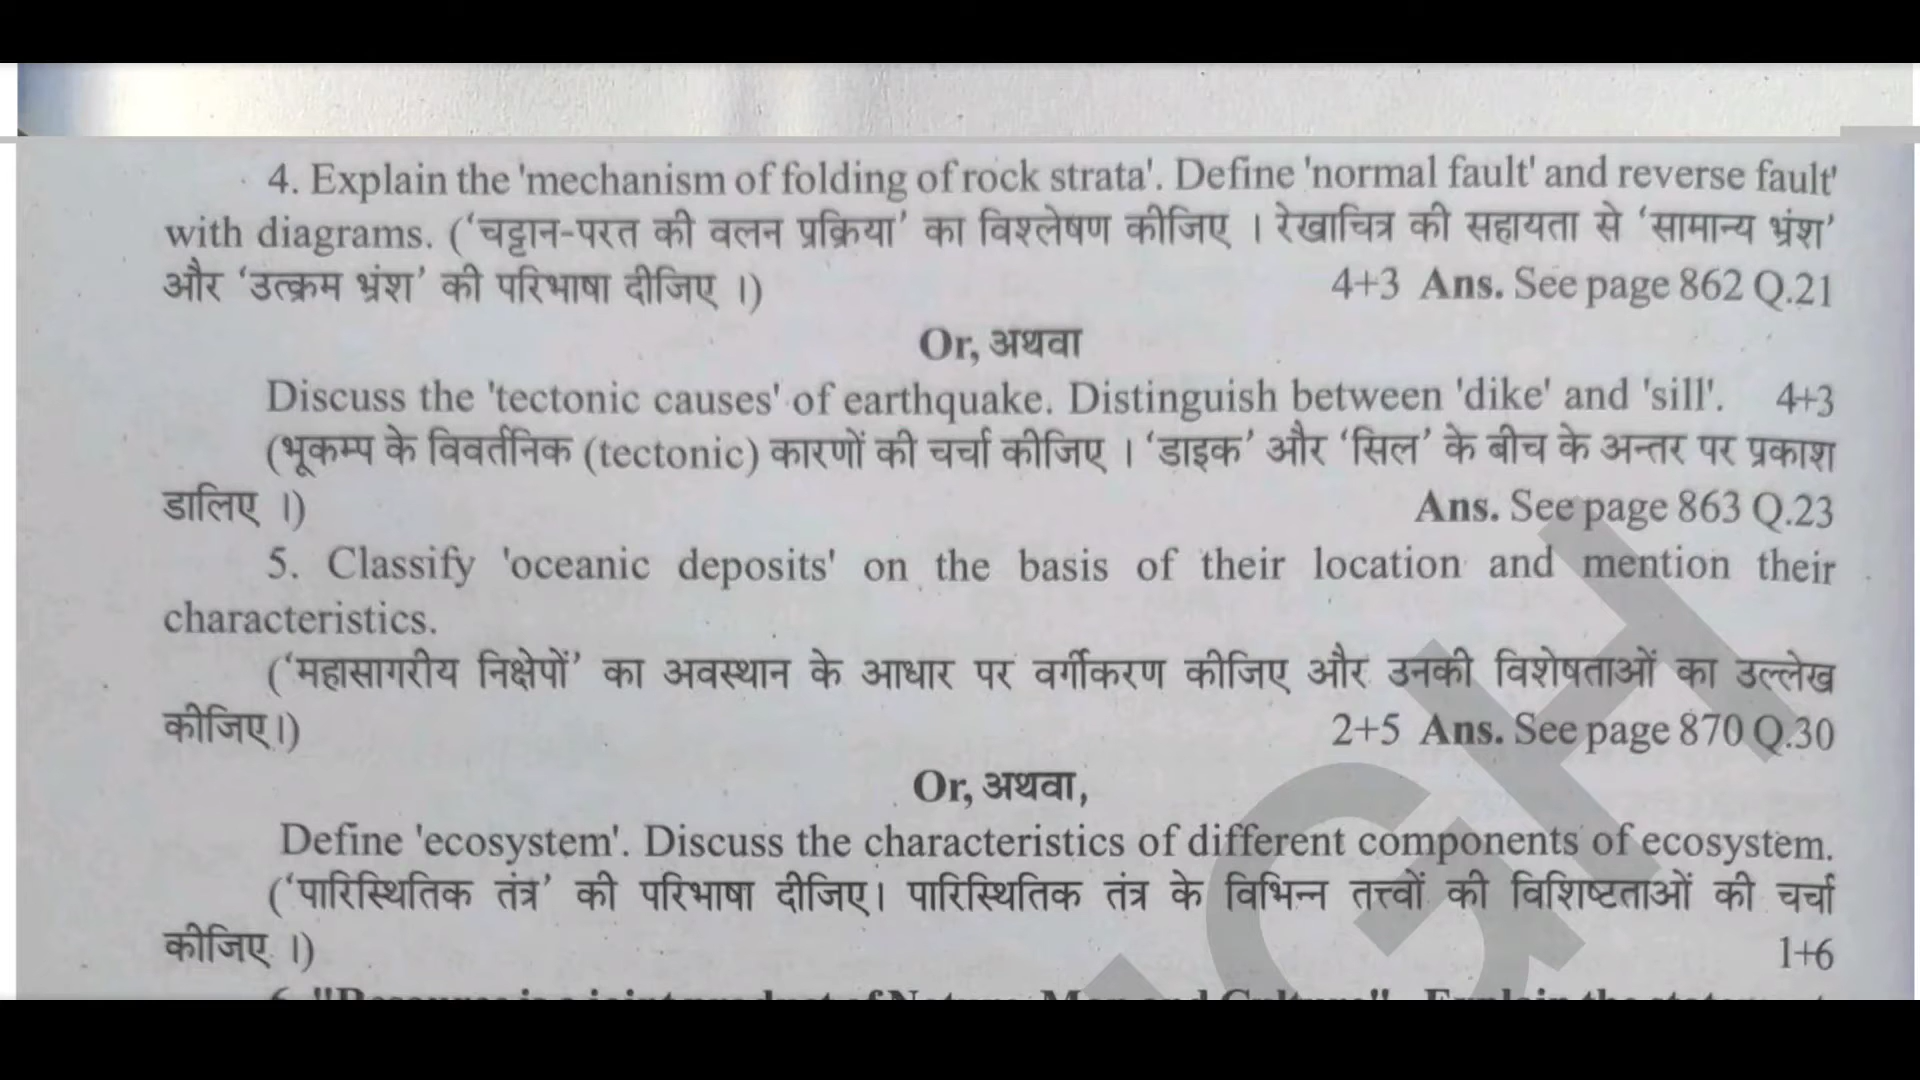 4. Explain the 'mechanism of folding of rock strata'. Define 'normal fault' and reverse fault'
with diagrams. (‘चट्टान-परत की वलन प्रक्रिया’ का विश्लेषण कीजिए । रेखाचित्र की सहायता से ‘सामान्य भ्रंश’
और ‘उत्क्रम भ्रंश’ की परिभाषा दीजिए ।) 4+3 Ans. See page 862 Q.21
Or, अथवा
Discuss the 'tectonic causes' of earthquake. Distinguish between 'dike' and 'sill'. 4+3
(भूकम्प के विवर्तनिक (tectonic) कारणों की चर्चा कीजिए । ‘डाइक’ और ‘सिल’ के बीच के अन्तर पर प्रकाश
डालिए ।) Ans. See page 863 Q.23
5. Classify 'oceanic deposits' on the basis of their location and mention their
characteristics.
(‘महासागरीय निक्षेपों’ का अवस्थान के आधार पर वर्गीकरण कीजिए और उनकी विशेषताओं का उल्लेख
कीजिए।) 2+5 Ans. See page 870 Q.30
Or, अथवा,
Define 'ecosystem'. Discuss the characteristics of different components of ecosystem.
(‘पारिस्थितिक तंत्र’ की परिभाषा दीजिए। पारिस्थितिक तंत्र के विभिन्न तत्त्वों की विशिष्टताओं की चर्चा
कीजिए ।) 1+6